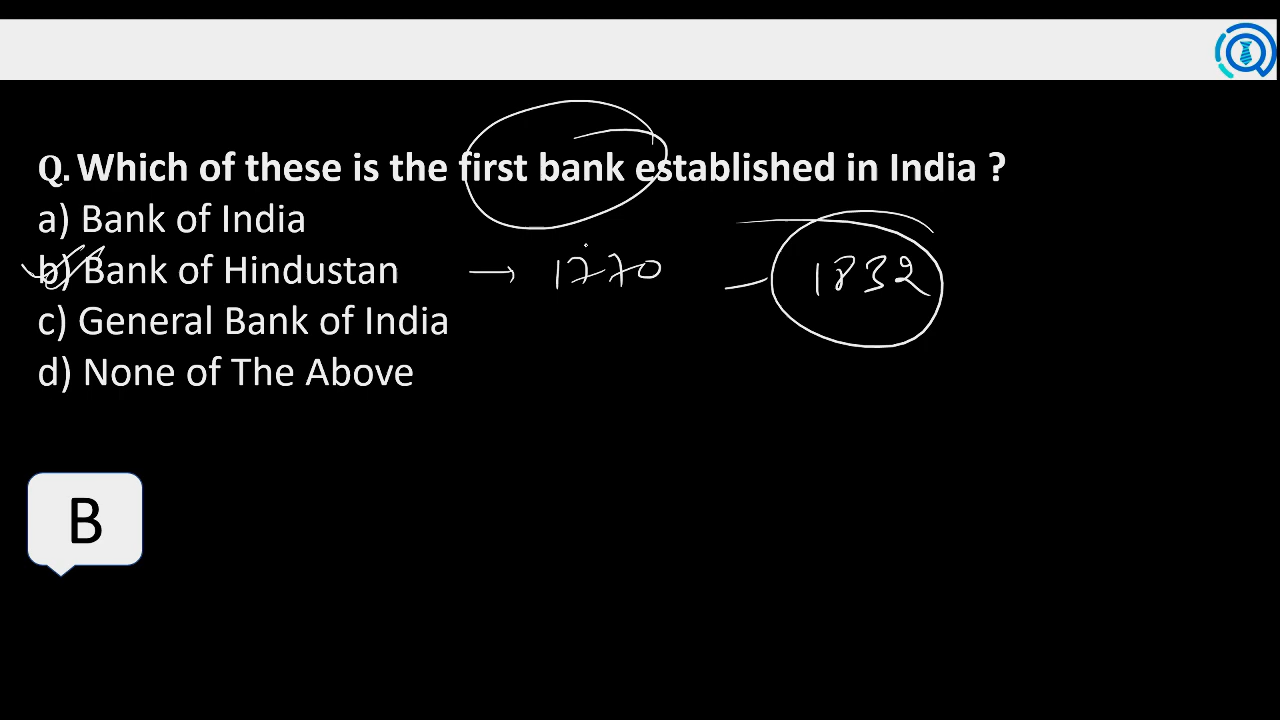 Q. Which of these is the first bank established in India ?
a) Bank of India
b) Bank of Hindustan → 1770 – 1832
c) General Bank of India
d) None of The Above
B